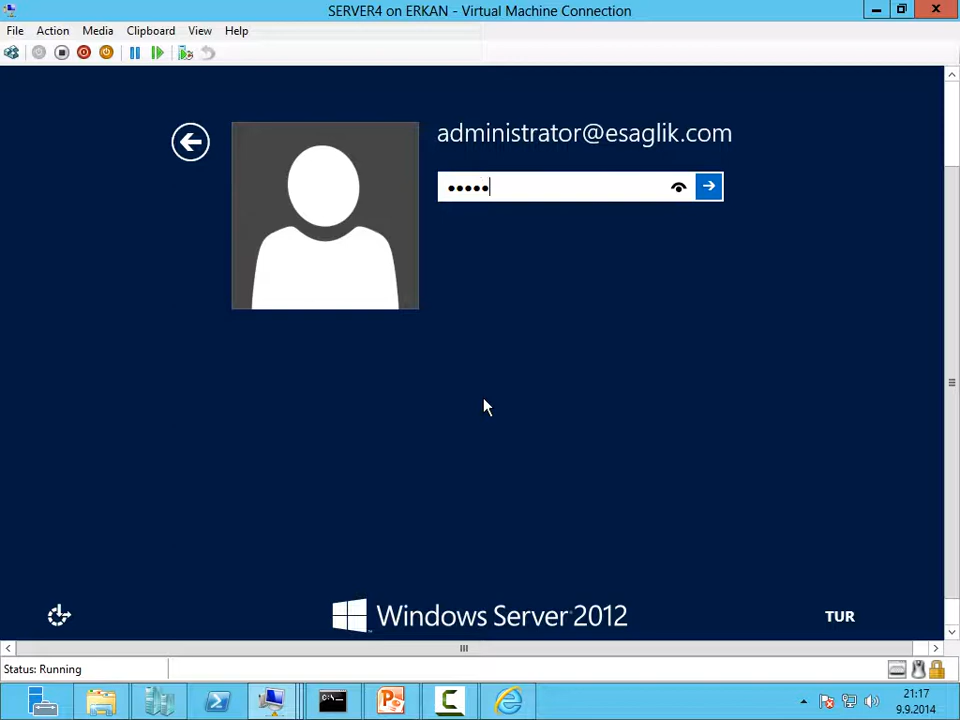 SERVER4 on ERKAN - Virtual Machine Connection
File Action Media Clipboard View Help
administrator@esaglik.com
•••••
Windows Server 2012
TUR
Status: Running
21:17
9.9.2014